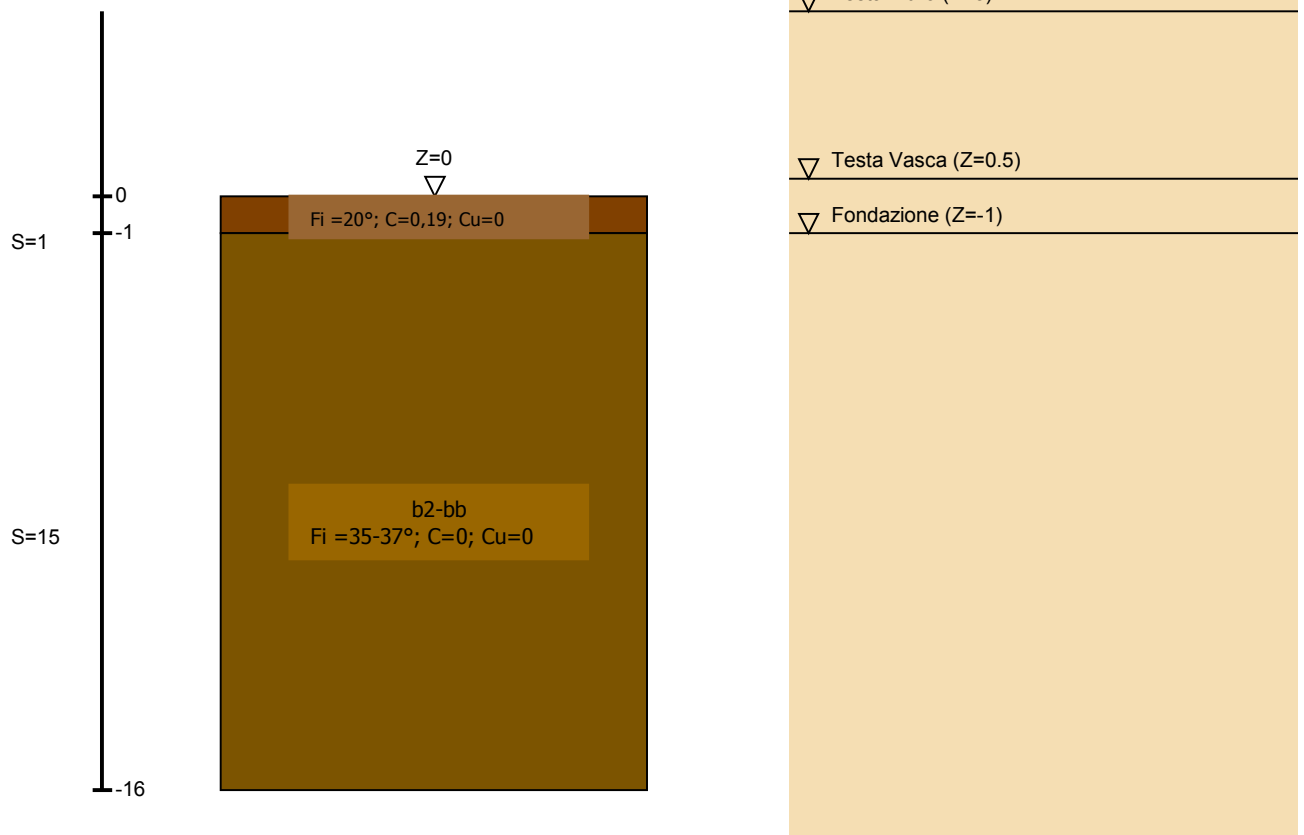 Z=0
0
Fi =20°; C=0,19; Cu=0
-1
S=1
b2-bb
Fi =35-37°; C=0; Cu=0
S=15
-16
Testa Vasca (Z=0.5)
Fondazione (Z=-1)